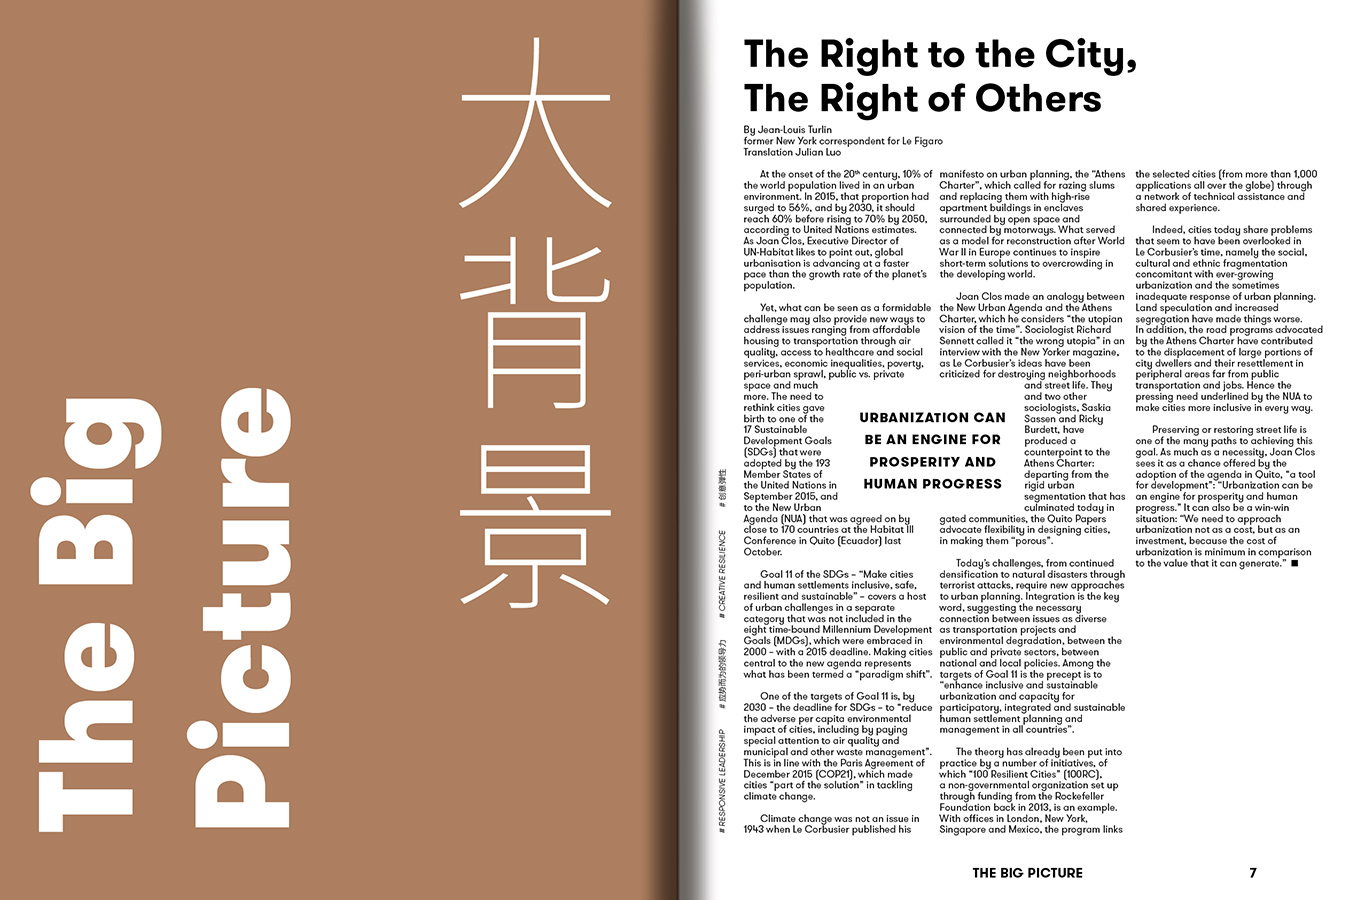 The Big
Picture
大背景
# RESPONSIVE LEADERSHIP # 应势而为的领导力 # CREATIVE RESILIENCE # 创意弹性
The Right to the City,
The Right of Others
By Jean-Louis Turlin
former New York correspondent for Le Figaro
Translation Julian Luo
At the onset of the 20th century, 10% of
the world population lived in an urban
environment. In 2015, that proportion had
surged to 56%, and by 2030, it should
reach 60% before rising to 70% by 2050,
according to United Nations estimates.
As Joan Clos, Executive Director of
UN-Habitat likes to point out, global
urbanisation is advancing at a faster
pace than the growth rate of the planet’s
population.
Yet, what can be seen as a formidable
challenge may also provide new ways to
address issues ranging from affordable
housing to transportation through air
quality, access to healthcare and social
services, economic inequalities, poverty,
peri-urban sprawl, public vs. private
space and much
more. The need to
rethink cities gave
birth to one of the
17 Sustainable
Development Goals
(SDGs) that were
adopted by the 193
Member States of
the United Nations in
September 2015, and
to the New Urban
Agenda (NUA) that was agreed on by
close to 170 countries at the Habitat III
Conference in Quito (Ecuador) last
October.
Goal 11 of the SDGs – “Make cities
and human settlements inclusive, safe,
resilient and sustainable” – covers a host
of urban challenges in a separate
category that was not included in the
eight time-bound Millennium Development
Goals (MDGs), which were embraced in
2000 – with a 2015 deadline. Making cities
central to the new agenda represents
what has been termed a “paradigm shift”.
One of the targets of Goal 11 is, by
2030 – the deadline for SDGs – to “reduce
the adverse per capita environmental
impact of cities, including by paying
special attention to air quality and
municipal and other waste management”.
This is in line with the Paris Agreement of
December 2015 (COP21), which made
cities “part of the solution” in tackling
climate change.
Climate change was not an issue in
1943 when Le Corbusier published his
manifesto on urban planning, the “Athens
Charter”, which called for razing slums
and replacing them with high-rise
apartment buildings in enclaves
surrounded by open space and
connected by motorways. What served
as a model for reconstruction after World
War II in Europe continues to inspire
short-term solutions to overcrowding in
the developing world.
Joan Clos made an analogy between
the New Urban Agenda and the Athens
Charter, which he considers “the utopian
vision of the time”. Sociologist Richard
Sennett called it “the wrong utopia” in an
interview with the New Yorker magazine,
as Le Corbusier’s ideas have been
criticized for destroying neighborhoods
and street life. They
and two other
sociologists, Saskia
Sassen and Ricky
Burdett, have
produced a
counterpoint to the
Athens Charter:
departing from the
rigid urban
segmentation that has
culminated today in
gated communities, the Quito Papers
advocate flexibility in designing cities,
in making them “porous”.
Today’s challenges, from continued
densification to natural disasters through
terrorist attacks, require new approaches
to urban planning. Integration is the key
word, suggesting the necessary
connection between issues as diverse
as transportation projects and
environmental degradation, between the
public and private sectors, between
national and local policies. Among the
targets of Goal 11 is the precept is to
“enhance inclusive and sustainable
urbanization and capacity for
participatory, integrated and sustainable
human settlement planning and
management in all countries”.
The theory has already been put into
practice by a number of initiatives, of
which “100 Resilient Cities” (100RC),
a non-governmental organization set up
through funding from the Rockefeller
Foundation back in 2013, is an example.
With offices in London, New York,
Singapore and Mexico, the program links
URBANIZATION CAN
BE AN ENGINE FOR
PROSPERITY AND
HUMAN PROGRESS
the selected cities (from more than 1,000
applications all over the globe) through
a network of technical assistance and
shared experience.
Indeed, cities today share problems
that seem to have been overlooked in
Le Corbusier’s time, namely the social,
cultural and ethnic fragmentation
concomitant with ever-growing
urbanization and the sometimes
inadequate response of urban planning.
Land speculation and increased
segregation have made things worse.
In addition, the road programs advocated
by the Athens Charter have contributed
to the displacement of large portions of
city dwellers and their resettlement in
peripheral areas far from public
transportation and jobs. Hence the
pressing need underlined by the NUA to
make cities more inclusive in every way.
Preserving or restoring street life is
one of the many paths to achieving this
goal. As much as a necessity, Joan Clos
sees it as a chance offered by the
adoption of the agenda in Quito, “a tool
for development”: “Urbanization can be
an engine for prosperity and human
progress.” It can also be a win-win
situation: “We need to approach
urbanization not as a cost, but as an
investment, because the cost of
urbanization is minimum in comparison
to the value that it can generate.” ■
THE BIG PICTURE 7